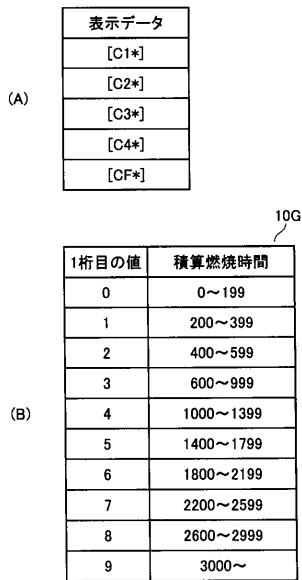 表示データ
[C1*]
[C2*]
(A)
[C3*]
[C4*]
[CF*]
10G
1桁目の値 積算燃焼時間
0 0～199
1 200～399
2 400～599
3 600～999
(B)
4 1000～1399
5 1400～1799
6 1800～2199
7 2200～2599
8 2600～2999
9 3000～